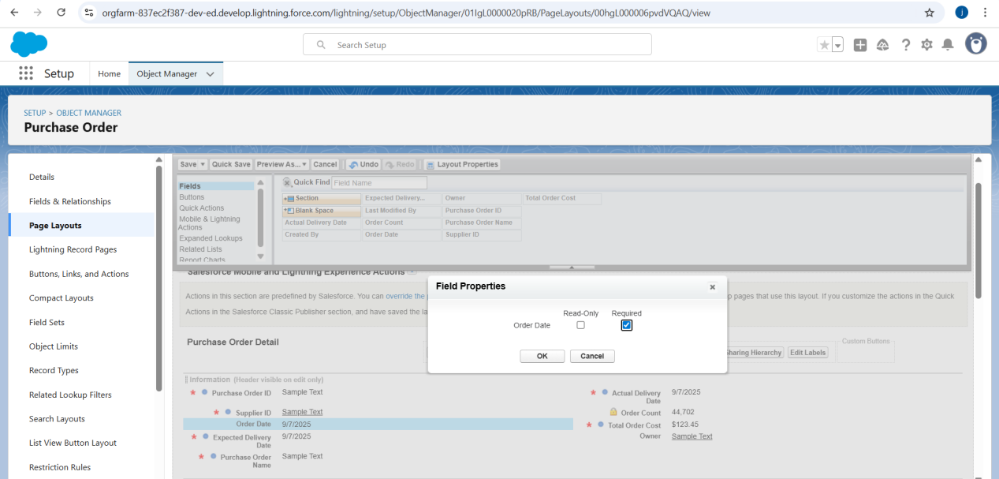 orgfarm-837ec2f387-dev-ed.develop.lightning.force.com/lightning/setup/ObjectManager/01IgL0000020pRB/PageLayouts/00hgL000006pvdVQAQ/view
j
Search Setup
Setup
Home
Object Manager
SETUP > OBJECT MANAGER
Purchase Order
Details
Fields & Relationships
Page Layouts
Lightning Record Pages
Buttons, Links, and Actions
Compact Layouts
Field Sets
Object Limits
Record Types
Related Lookup Filters
Search Layouts
List View Button Layout
Restriction Rules
Save Quick Save Preview As... Cancel Undo Redo Layout Properties
Fields
Buttons
Quick Actions
Mobile & Lightning
Actions
Expanded Lookups
Related Lists
Report Charts
Quick Find Field Name
Section Expected Delivery... Owner Total Order Cost
Blank Space Last Modified By Purchase Order ID
Actual Delivery Date Order Count Purchase Order Name
Created By Order Date Supplier ID
Salesforce Mobile and Lightning Experience Actions
Actions in this section are predefined by Salesforce. You can override the p pages that use this layout. If you customize the actions in the Quick
Actions in the Salesforce Classic Publisher section, and have saved the la
Field Properties
Read-Only Required
Order Date
OK Cancel
Purchase Order Detail
Sharing Hierarchy Edit Labels
Custom Buttons
Information (Header visible on edit only)
* Purchase Order ID Sample Text
* Supplier ID Sample Text
Order Date 9/7/2025
* Expected Delivery Date 9/7/2025
* Purchase Order Name Sample Text
* Actual Delivery Date 9/7/2025
Order Count 44,702
* Total Order Cost $123.45
Owner Sample Text